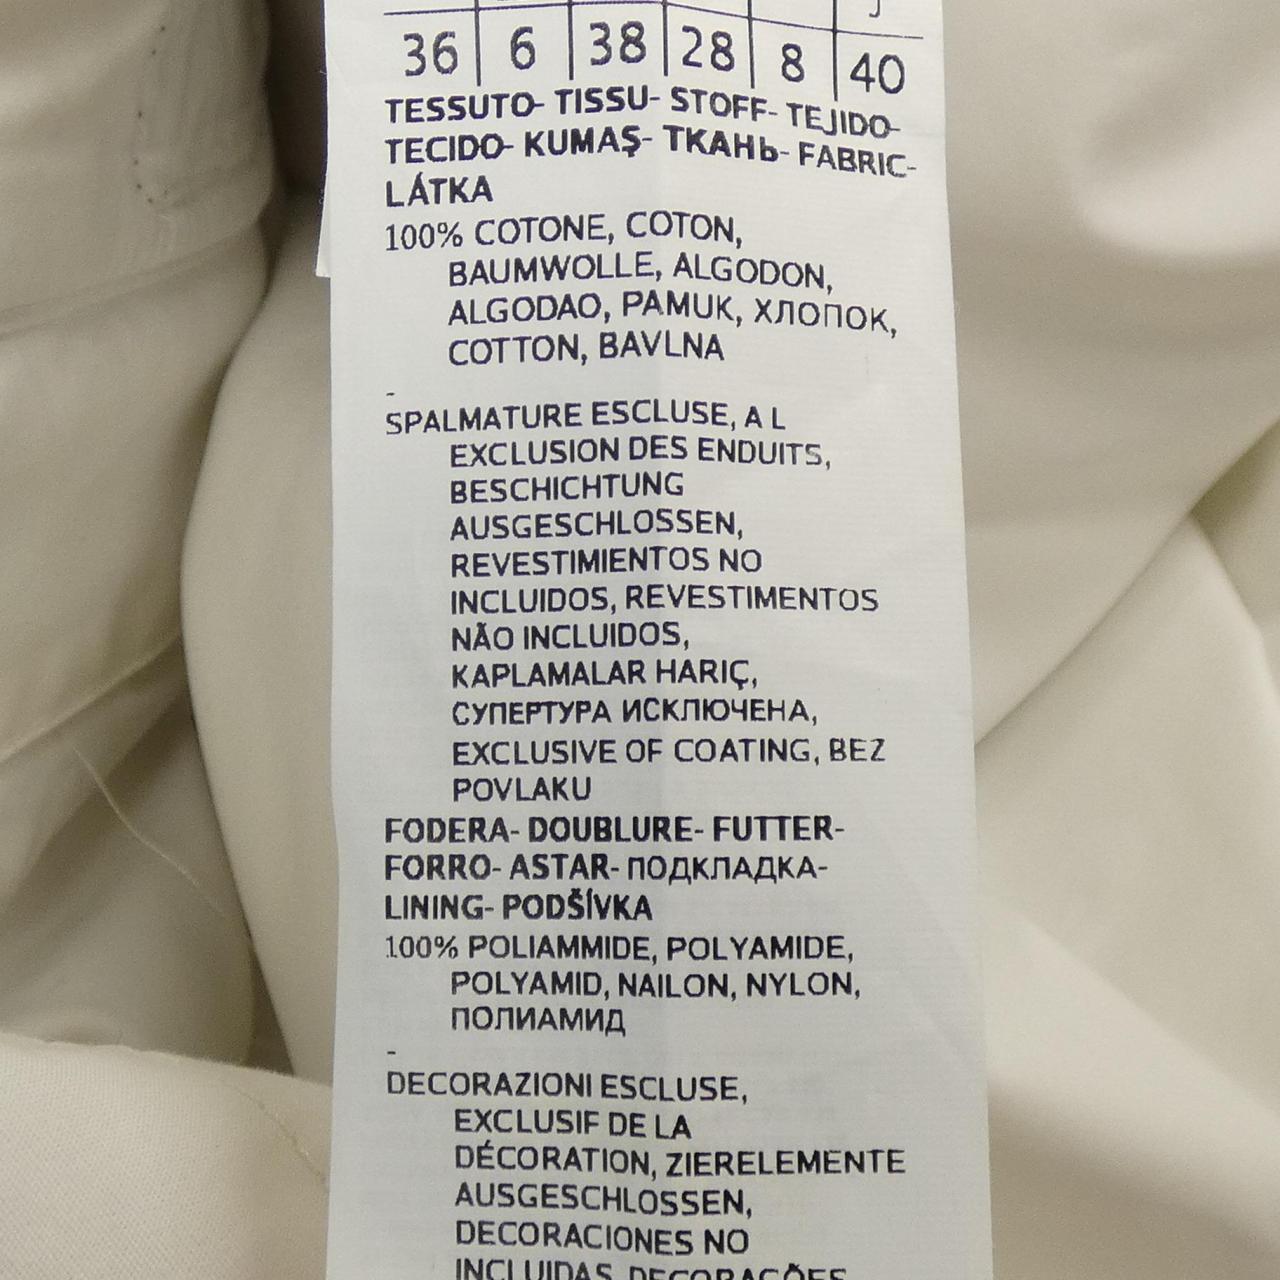 36 6 38 28 8 40
TESSUTO- TISSU- STOFF- TEJIDO-
TECIDO- KUMAŞ- ТКАНЬ- FABRIC-
LÁTKA
100% COTONE, COTON,
BAUMWOLLE, ALGODON,
ALGODAO, PAMUK, ХЛОПОК,
COTTON, BAVLNA
-
SPALMATURE ESCLUSE, A L
EXCLUSION DES ENDUITS,
BESCHICHTUNG
AUSGESCHLOSSEN,
REVESTIMIENTOS NO
INCLUIDOS, REVESTIMENTOS
NÃO INCLUIDOS,
KAPLAMALAR HARIÇ,
СУПЕРТУРА ИСКЛЮЧЕНА,
EXCLUSIVE OF COATING, BEZ
POVLAKU
FODERA- DOUBLURE- FUTTER-
FORRO- ASTAR- ПОДКЛАДКА-
LINING- PODŠÍVKA
100% POLIAMMIDE, POLYAMIDE,
POLYAMID, NAILON, NYLON,
ПОЛИАМИД
-
DECORAZIONI ESCLUSE,
EXCLUSIF DE LA
DÉCORATION, ZIERELEMENTE
AUSGESCHLOSSEN,
DECORACIONES NO
INCLUIDAS, DECORAÇÕES